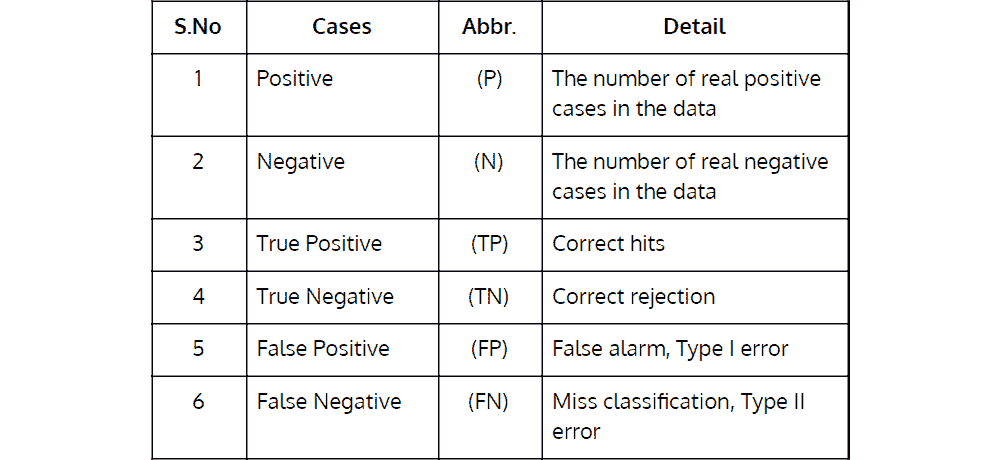 S.No Cases Abbr. Detail
1 Positive (P) The number of real positive
cases in the data
2 Negative (N) The number of real negative
cases in the data
3 True Positive (TP) Correct hits
4 True Negative (TN) Correct rejection
5 False Positive (FP) False alarm, Type I error
6 False Negative (FN) Miss classification, Type II
error